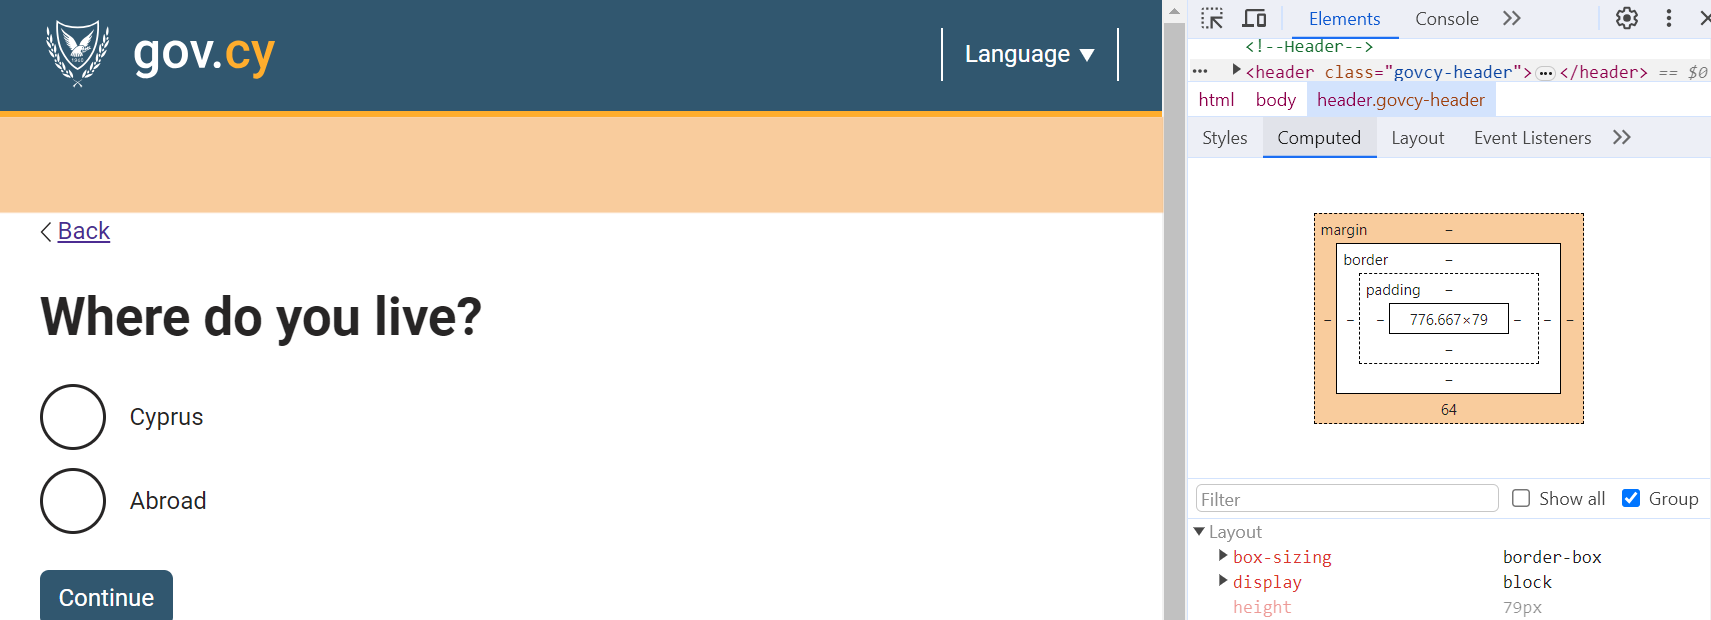 gov.cy
Language ▼
Back
Where do you live?
Cyprus
Abroad
Continue
Elements
Console
<!--Header-->
<header class="govcy-header">…</header> == $0
html body header.govcy-header
Styles Computed Layout Event Listeners
margin –
border –
padding –
– – – 776.667×79 – – –
–
–
64
Filter
Show all
Group
Layout
box-sizing border-box
display block
height 79px